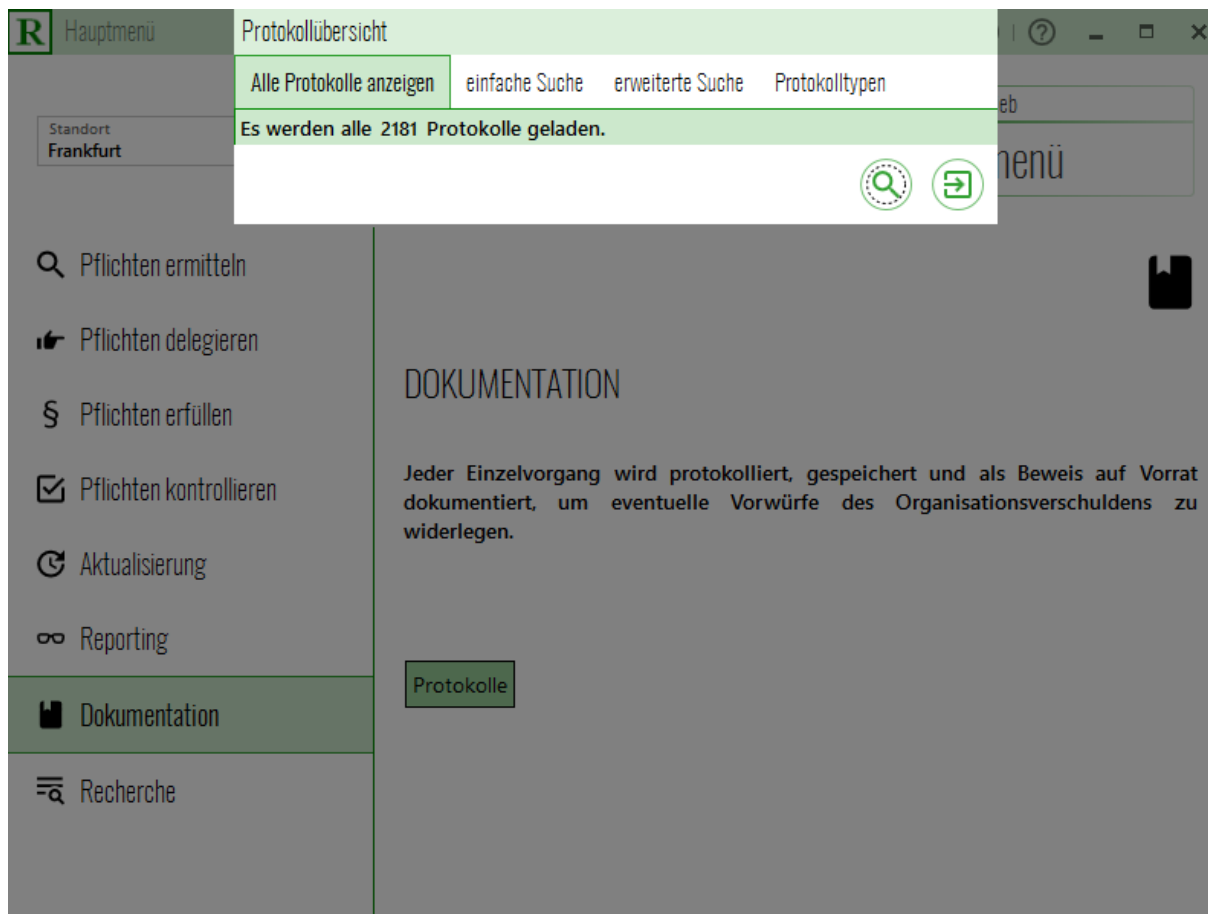 R Hauptmenü
Protokollübersicht
Alle Protokolle anzeigen einfache Suche erweiterte Suche Protokolltypen
Es werden alle 2181 Protokolle geladen.
eb
menü
Standort
Frankfurt
Pflichten ermitteln
Pflichten delegieren
§ Pflichten erfüllen
Pflichten kontrollieren
Aktualisierung
Reporting
Dokumentation
Recherche
DOKUMENTATION
Jeder Einzelvorgang wird protokolliert, gespeichert und als Beweis auf Vorrat
dokumentiert, um eventuelle Vorwürfe des Organisationsverschuldens zu
widerlegen.
Protokolle